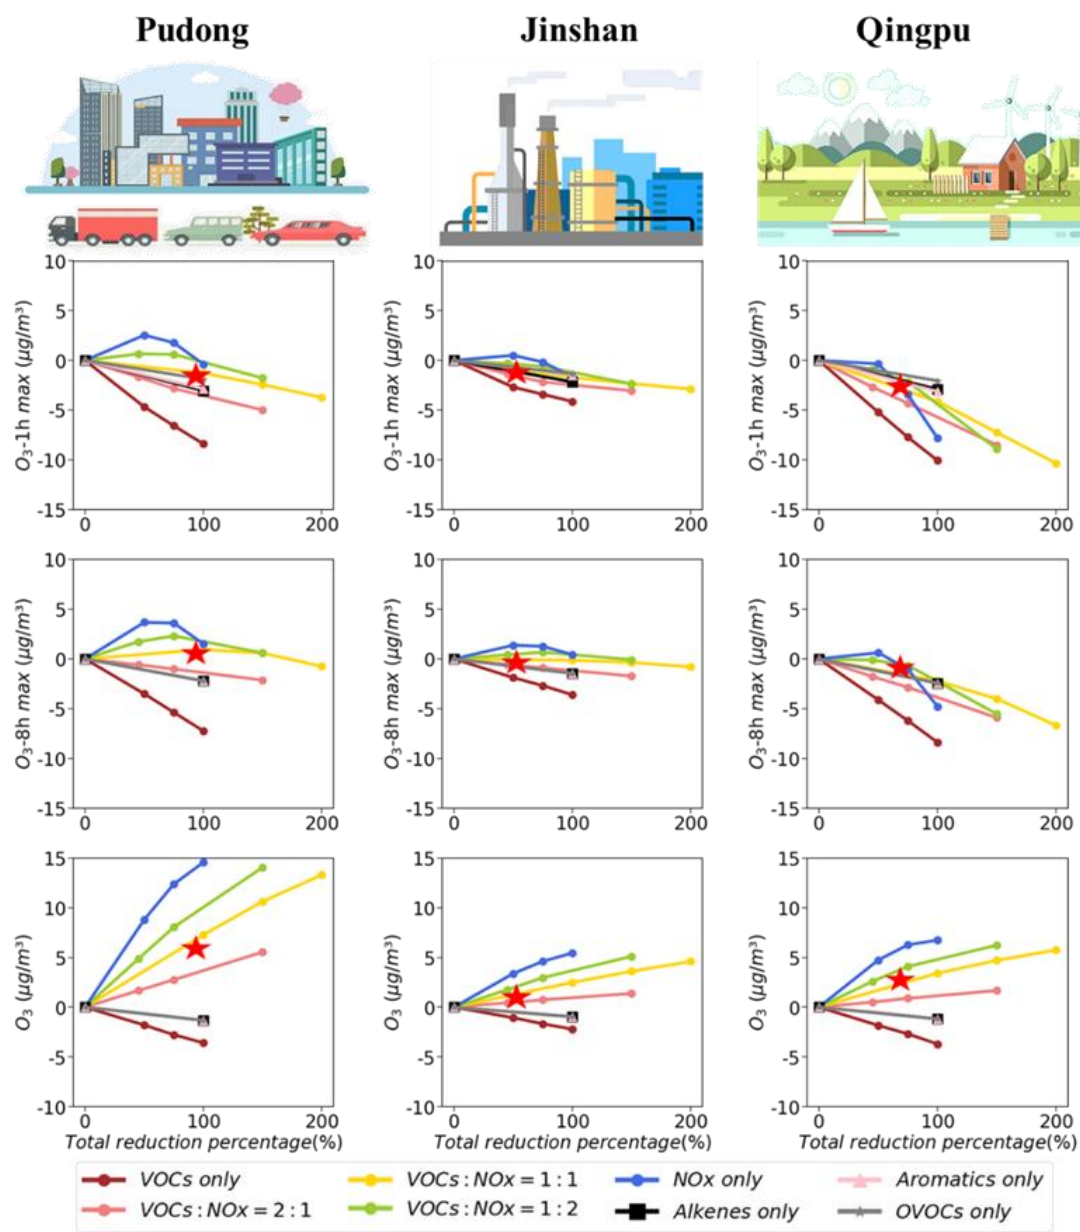 Pudong Jinshan Qingpu
10 10 10
5 5 5
0 0 0
-5 -5 -5
-10 -10 -10
-15 -15 -15
O₃-1h max (μg/m³) O₃-1h max (μg/m³) O₃-1h max (μg/m³)
0 100 200 0 100 200 0 100 200
10 10 10
5 5 5
0 0 0
-5 -5 -5
-10 -10 -10
-15 -15 -15
O₃-8h max (μg/m³) O₃-8h max (μg/m³) O₃-8h max (μg/m³)
0 100 200 0 100 200 0 100 200
15 15 15
10 10 10
5 5 5
0 0 0
-5 -5 -5
-10 -10 -10
O₃ (μg/m³) O₃ (μg/m³) O₃ (μg/m³)
0 100 200 0 100 200 0 100 200
Total reduction percentage(%) Total reduction percentage(%) Total reduction percentage(%)
VOCs only VOCs:NOx=1:1 NOx only Aromatics only
VOCs:NOx=2:1 VOCs:NOx=1:2 Alkenes only OVOCs only